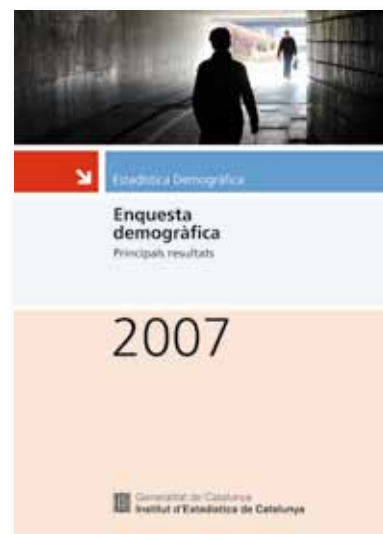 Estadística Demogràfica
Enquesta
demogràfica
Principals resultats
2007
Generalitat de Catalunya
Institut d'Estadística de Catalunya